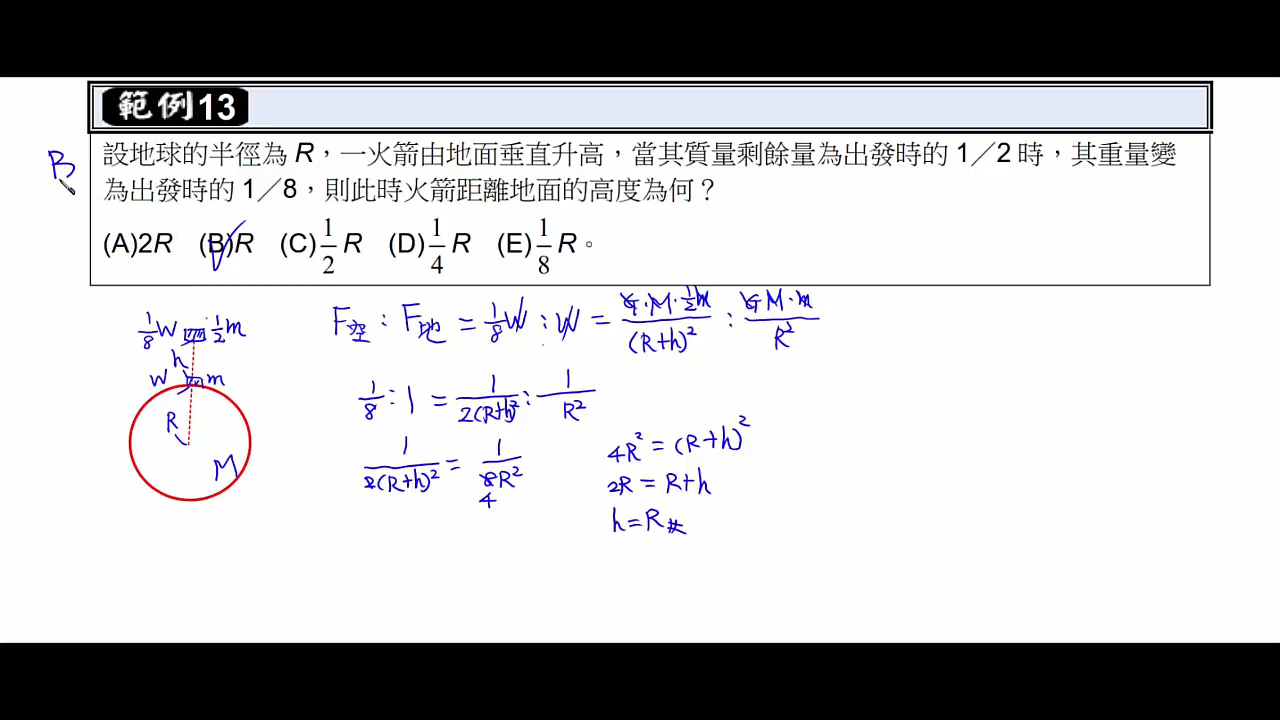 範例13
B
設地球的半徑為 R，一火箭由地面垂直升高，當其質量剩餘量為出發時的 1／2 時，其重量變
為出發時的 1／8，則此時火箭距離地面的高度為何？
(A)2R (B)R (C)1/2 R (D)1/4 R (E)1/8 R。
1/8 W 1/2 m
h
W m
R
M
F空 : F地 = 1/8 W : W = G·M·1/2 m/(R+h)² : G M·m/R²
1/8 : 1 = 1/2(R+h)² : 1/R²
1/2(R+h)² = 1/8R²
4
4R² = (R+h)²
2R = R+h
h = R #